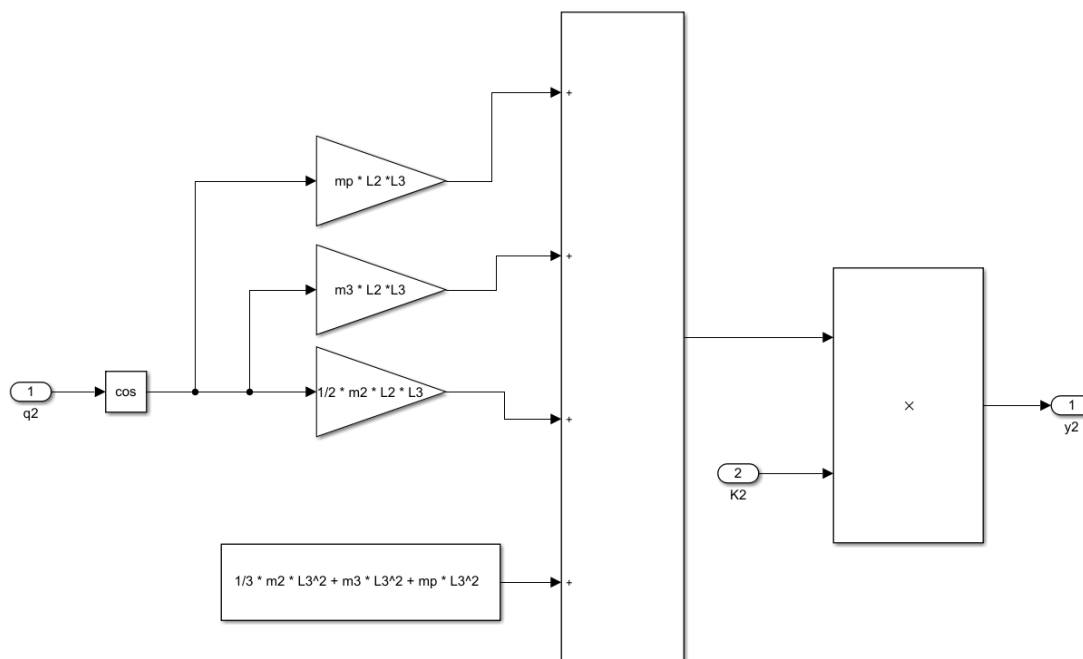 +
mp * L2 *L3
+
m3 * L2 *L3
1
q2
cos
1/2 * m2 * L2 * L3
+
×
1
y2
2
K2
1/3 * m2 * L3^2 + m3 * L3^2 + mp * L3^2
+